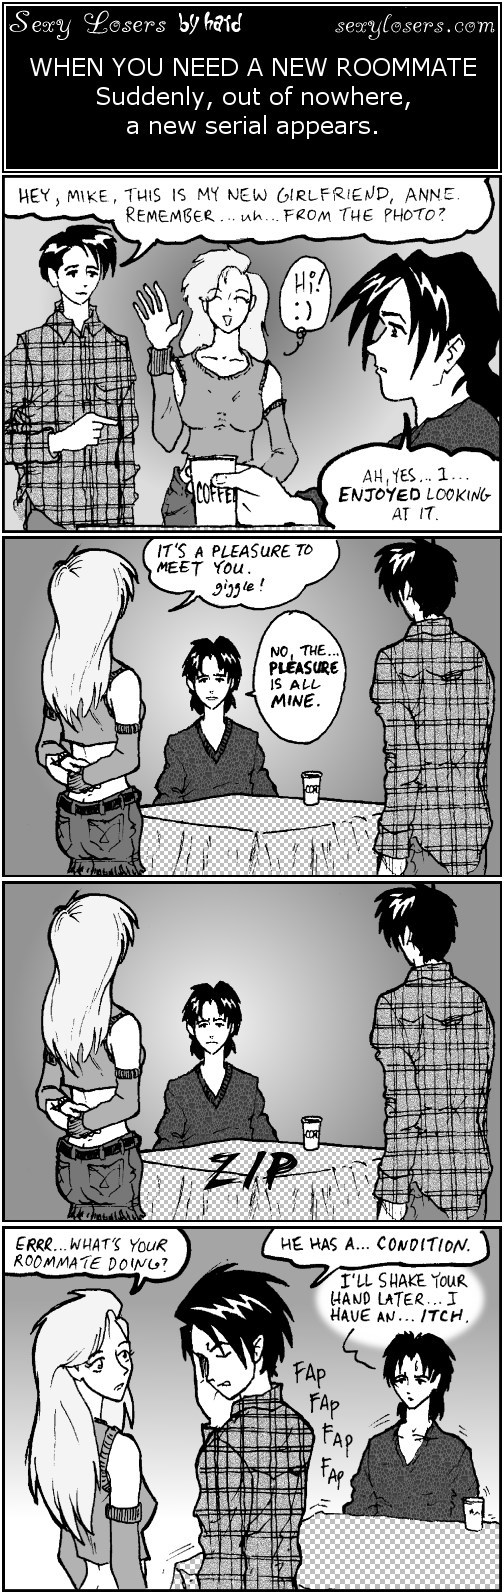 Sexy Losers by hard
sexylosers.com
WHEN YOU NEED A NEW ROOMMATE
Suddenly, out of nowhere,
a new serial appears.
HEY, MIKE, THIS IS MY NEW GIRLFRIEND, ANNE.
REMEMBER... uh... FROM THE PHOTO?
Hi!
:)
COFFEE
AH, YES... I...
ENJOYED LOOKING
AT IT.
IT'S A PLEASURE TO
MEET YOU.
giggle!
NO, THE...
PLEASURE
IS ALL
MINE.
ZIP
ERRR... WHAT'S YOUR
ROOMMATE DOING?
HE HAS A... CONDITION.
I'LL SHAKE YOUR
HAND LATER... I
HAVE AN... ITCH.
FAP
FAP
FAP
FAP